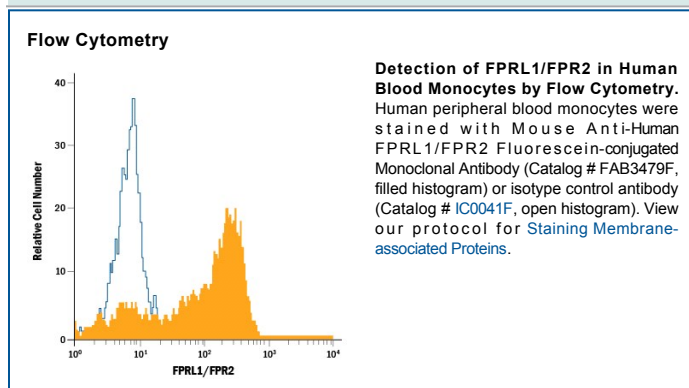 Flow Cytometry
Detection of FPRL1/FPR2 in Human
Blood Monocytes by Flow Cytometry.
Human peripheral blood monocytes were
stained with Mouse Anti-Human
FPRL1/FPR2 Fluorescein-conjugated
Monoclonal Antibody (Catalog # FAB3479F,
filled histogram) or isotype control antibody
(Catalog # IC0041F, open histogram). View
our protocol for Staining Membrane-
associated Proteins.
Relative Cell Number
40
30
20
10
0
10⁰ 10¹ 10² 10³ 10⁴
FPRL1/FPR2